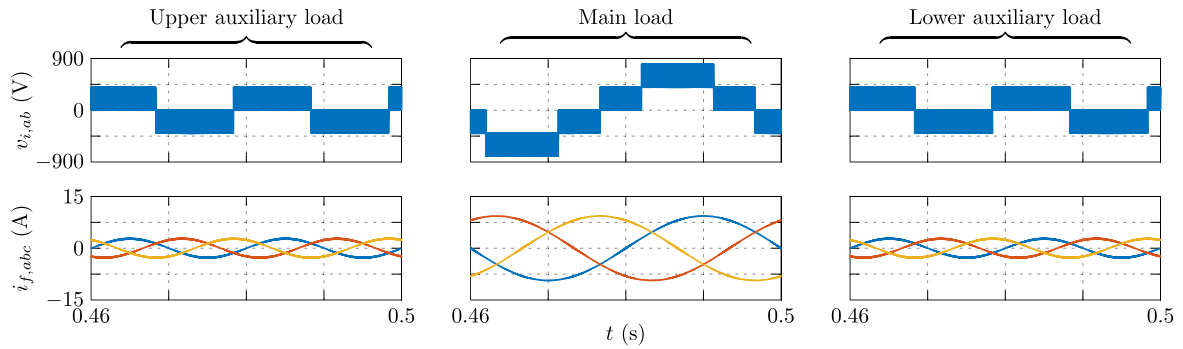 Upper auxiliary load
Main load
Lower auxiliary load
900
0
−900
v_{i,ab} (V)
15
0
−15
i_{f,abc} (A)
0.46
0.5
0.46
0.5
0.46
0.5
t (s)